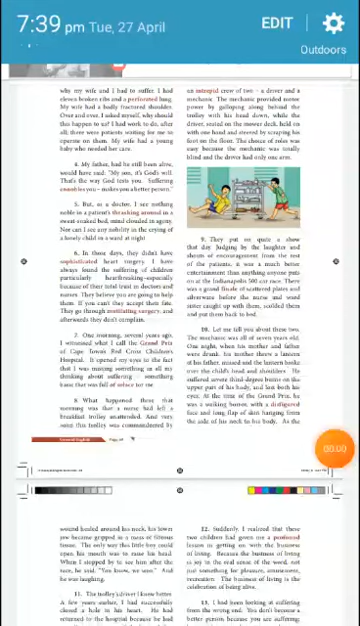 7:39 pm Tue, 27 April
EDIT
Outdoors
why my wife and I had to suffer. I had
eleven broken ribs and a perforated lung.
My wife had a badly fractured shoulder.
Over and over, I asked myself, why should
this happen to us? I had work to do, after
all; there were patients waiting for me to
operate on them. My wife had a young
baby who needed her care.
4. My father, had he still been alive,
would have said: "My son, it's God's will.
That's the way God tests you. Suffering
ennobles you - makes you a better person."
5. But, as a doctor, I see nothing
noble in a patient's thrashing around in a
sweat-soaked bed, mind clouded in agony.
Nor can I see any nobility in the crying of
a lonely child in a ward at night
6. In those days, they didn't have
sophisticated heart surgery. I have
always found the suffering of children
particularly heartbreaking—especially
because of their total trust in doctors and
nurses. They believe you are going to help
them. If you can't they accept their fate.
They go through mutilating surgery, and
afterwards they don't complain.
7. One morning, several years ago,
I witnessed what I call the Grand Prix
of Cape Town's Red Cross Children's
Hospital. It opened my eyes to the fact
that I was missing something in all my
thinking about suffering - something
basic that was full of solace for me.
8. What happened there that
morning was that a nurse had left a
breakfast trolley unattended. And very
soon this trolley was commandeered by
General English
Page
an intrepid crew of two - a driver and a
mechanic. The mechanic provided motor
power by galloping along behind the
trolley with his head down, while the
driver, seated on the lower deck, held on
with one hand and steered by scraping his
foot on the floor. The choice of roles was
easy because the mechanic was totally
blind and the driver had only one arm.
9. They put on quite a show
that day. Judging by the laughter and
shouts of encouragement from the rest
of the patients, it was a much better
entertainment than anything anyone puts
on at the Indianapolis 500 car race. There
was a grand finale of scattered plates and
silverware before the nurse and ward
sister caught up with them, scolded them
and put them back to bed.
10. Let me tell you about these two.
The mechanic was all of seven years old.
One night, when his mother and father
were drunk, his mother threw a lantern
at his father, missed and the lantern broke
over the child's head and shoulders. He
suffered severe third-degree burns on the
upper part of his body, and lost both his
eyes. At the time of the Grand Prix, he
was a walking horror, with a disfigured
face and long flap of skin hanging from
the side of his neck to his body. As the
00:00
wound healed around his neck, his lower
jaw became gripped in a mass of fibrous
tissue. The only way this little boy could
open his mouth was to raise his head.
When I stopped by to see him after the
race, he said, "You know, we won." And
he was laughing.
11. The trolley's driver I knew better.
A few years earlier, I had successfully
closed a hole in his heart. He had
returned to the hospital because he had
12. Suddenly, I realized that these
two children had given me a profound
lesson in getting on with the business
of living. Because the business of living
is joy in the real sense of the word, not
just something for pleasure, amusement,
recreation. The business of living is the
celebration of being alive.
13. I had been looking at suffering
from the wrong end. You don't become a
better person because you are suffering;